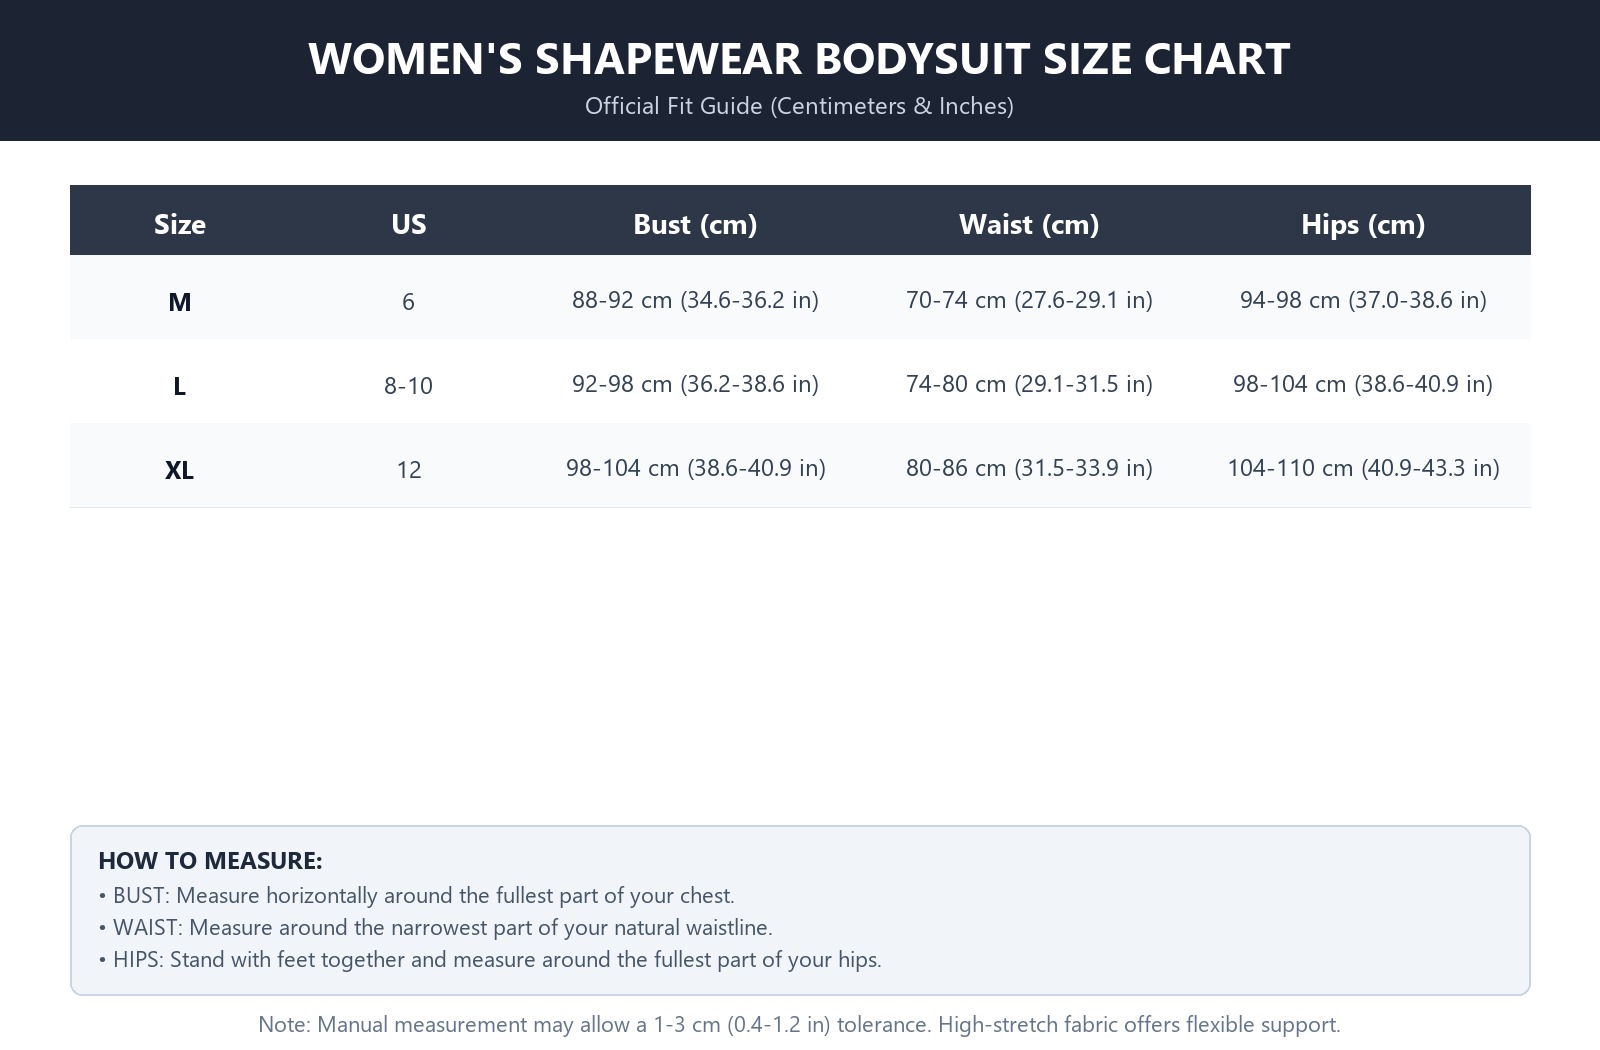 WOMEN'S SHAPEWEAR BODYSUIT SIZE CHART
Official Fit Guide (Centimeters & Inches)
Size US Bust (cm) Waist (cm) Hips (cm)
M 6 88-92 cm (34.6-36.2 in) 70-74 cm (27.6-29.1 in) 94-98 cm (37.0-38.6 in)
L 8-10 92-98 cm (36.2-38.6 in) 74-80 cm (29.1-31.5 in) 98-104 cm (38.6-40.9 in)
XL 12 98-104 cm (38.6-40.9 in) 80-86 cm (31.5-33.9 in) 104-110 cm (40.9-43.3 in)
HOW TO MEASURE:
• BUST: Measure horizontally around the fullest part of your chest.
• WAIST: Measure around the narrowest part of your natural waistline.
• HIPS: Stand with feet together and measure around the fullest part of your hips.
Note: Manual measurement may allow a 1-3 cm (0.4-1.2 in) tolerance. High-stretch fabric offers flexible support.